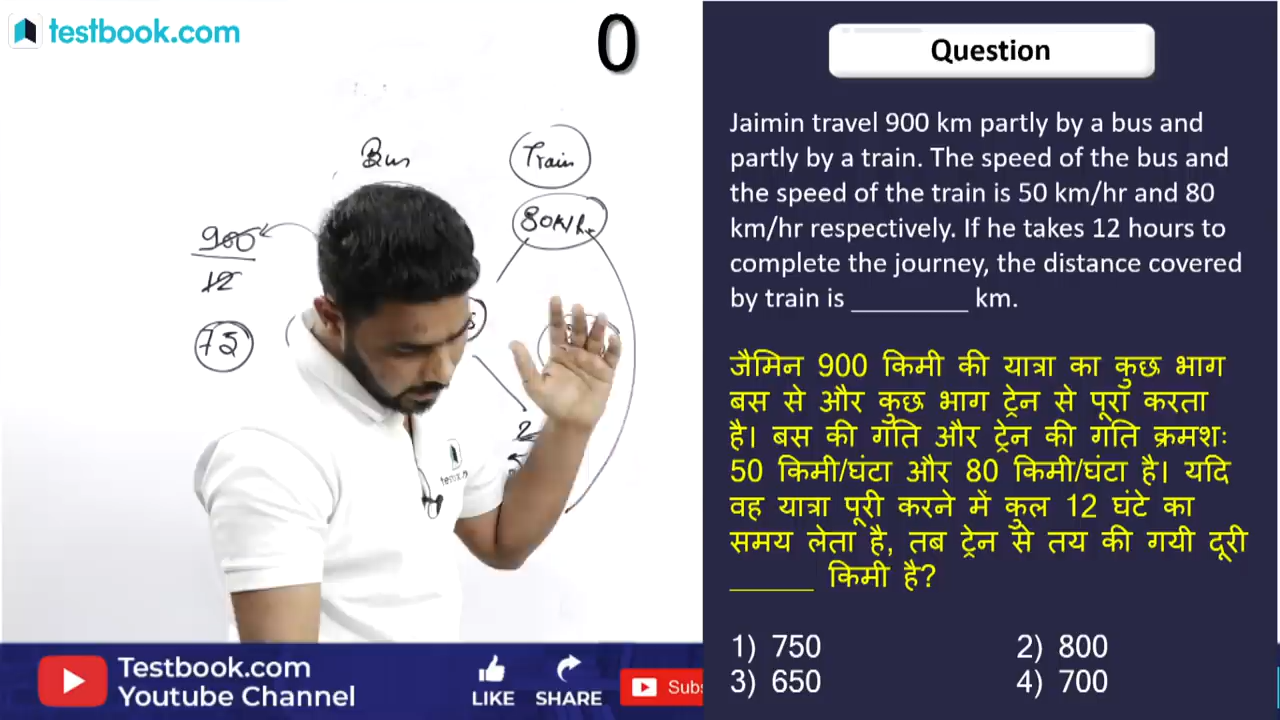 testbook.com
0
Question
Bus
Train
900
12
75
80K/hr
Jaimin travel 900 km partly by a bus and
partly by a train. The speed of the bus and
the speed of the train is 50 km/hr and 80
km/hr respectively. If he takes 12 hours to
complete the journey, the distance covered
by train is _________ km.
जैमिन 900 किमी की यात्रा का कुछ भाग
बस से और कुछ भाग ट्रेन से पूरा करता
है। बस की गति और ट्रेन की गति क्रमशः
50 किमी/घंटा और 80 किमी/घंटा है। यदि
वह यात्रा पूरी करने में कुल 12 घंटे का
समय लेता है, तब ट्रेन से तय की गयी दूरी
______ किमी है?
1) 750
2) 800
3) 650
4) 700
Testbook.com
Youtube Channel
LIKE
SHARE
Subs